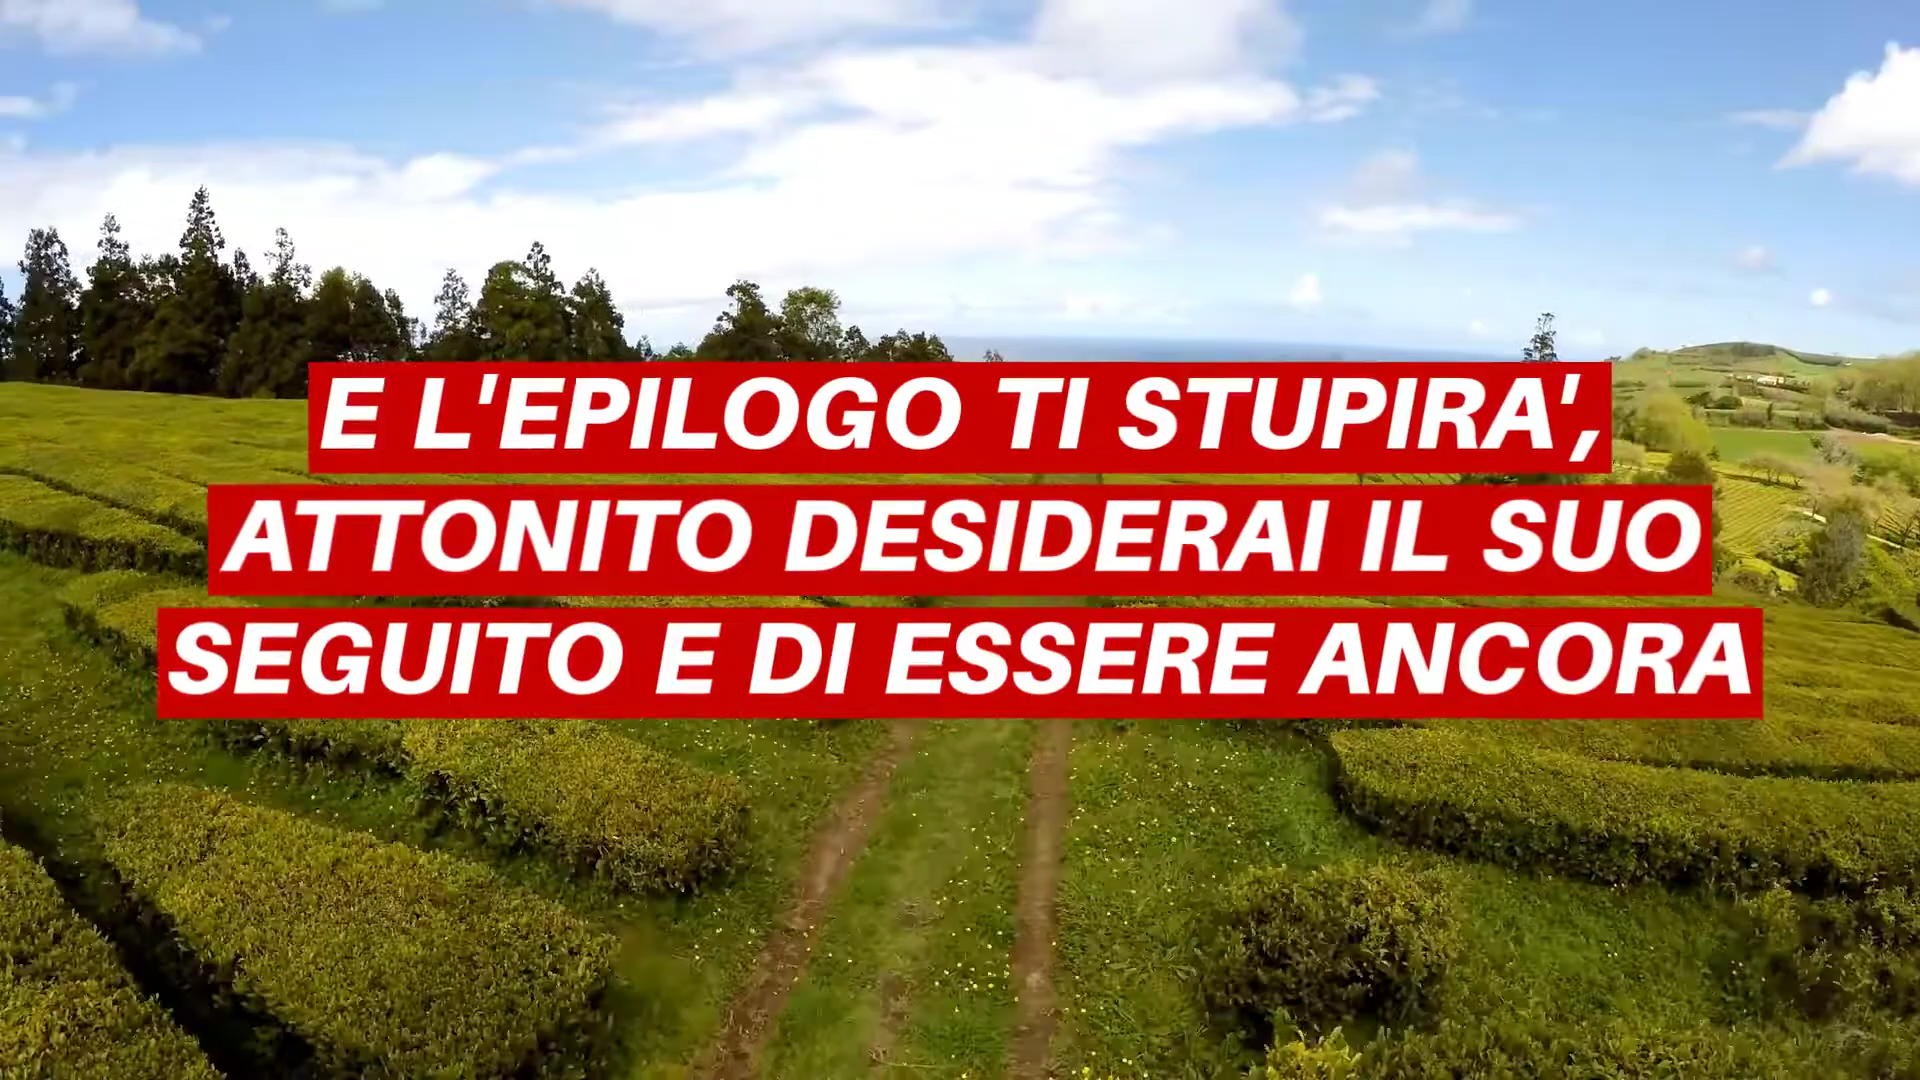 E L'EPILOGO TI STUPIRA',
ATTONITO DESIDERAI IL SUO
SEGUITO E DI ESSERE ANCORA